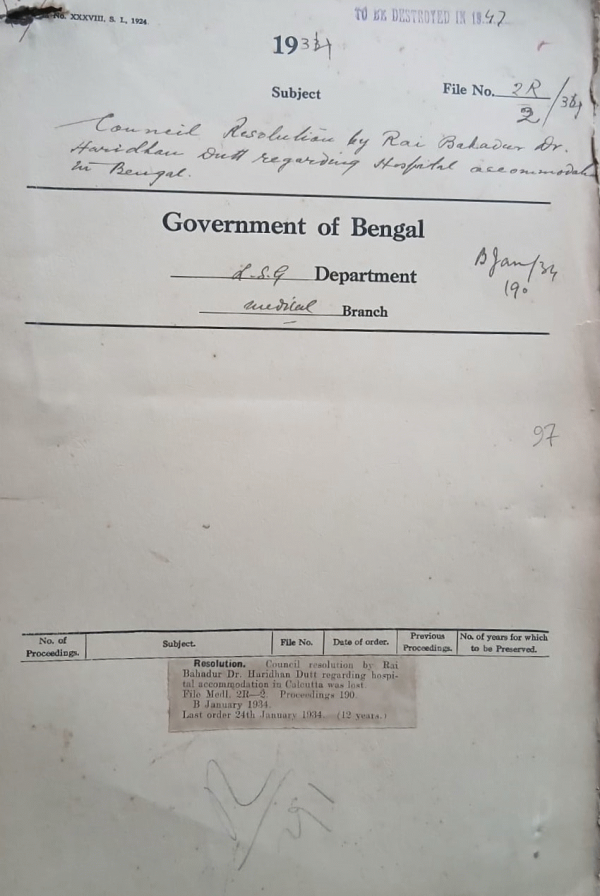 No. XXXVIII, S. I., 1924.
TO BE DESTROYED IN 1947
1934
Subject
File No. 2R/2/34
Council Resolution by Rai Bahadur Dr.
Haridhan Dutt regarding Hospital accommodation
in Bengal.
Government of Bengal
L.S.G Department
B Jan/34
190
medical Branch
97
No. of Proceedings.
Subject.
File No.
Date of order.
Previous Proceedings.
No. of years for which to be Preserved.
Resolution. Council resolution by Rai
Bahadur Dr. Haridhan Dutt regarding hospi-
tal accommodation in Calcutta was lost.
File Medl. 2R—2. Proceedings 190.
B January 1934.
Last order 24th January 1934. (12 years.)